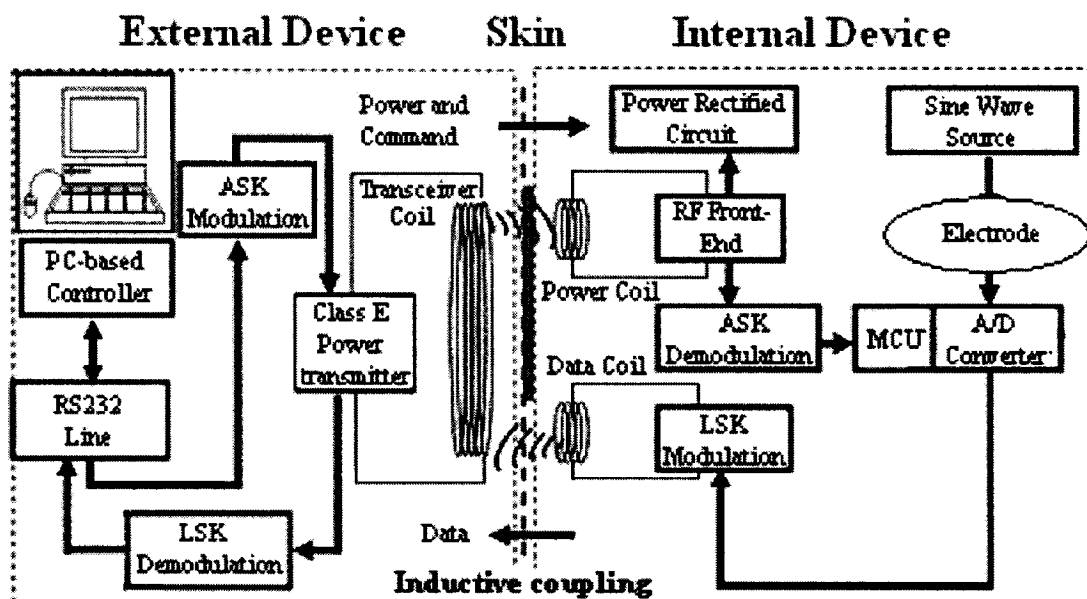 External Device
Skin
Internal Device
Power and
Command
ASK
Modulation
Transceiver
Coil
PC-based
Controller
Class E
Power
transmitter
RS232
Line
LSK
Demodulation
Data
Inductive coupling
Power Rectified
Circuit
Sine Wave
Source
RF Front-
End
Electrode
Power Coil
ASK
Demodulation
MCU
A/D
Converter
Data Coil
LSK
Modulation